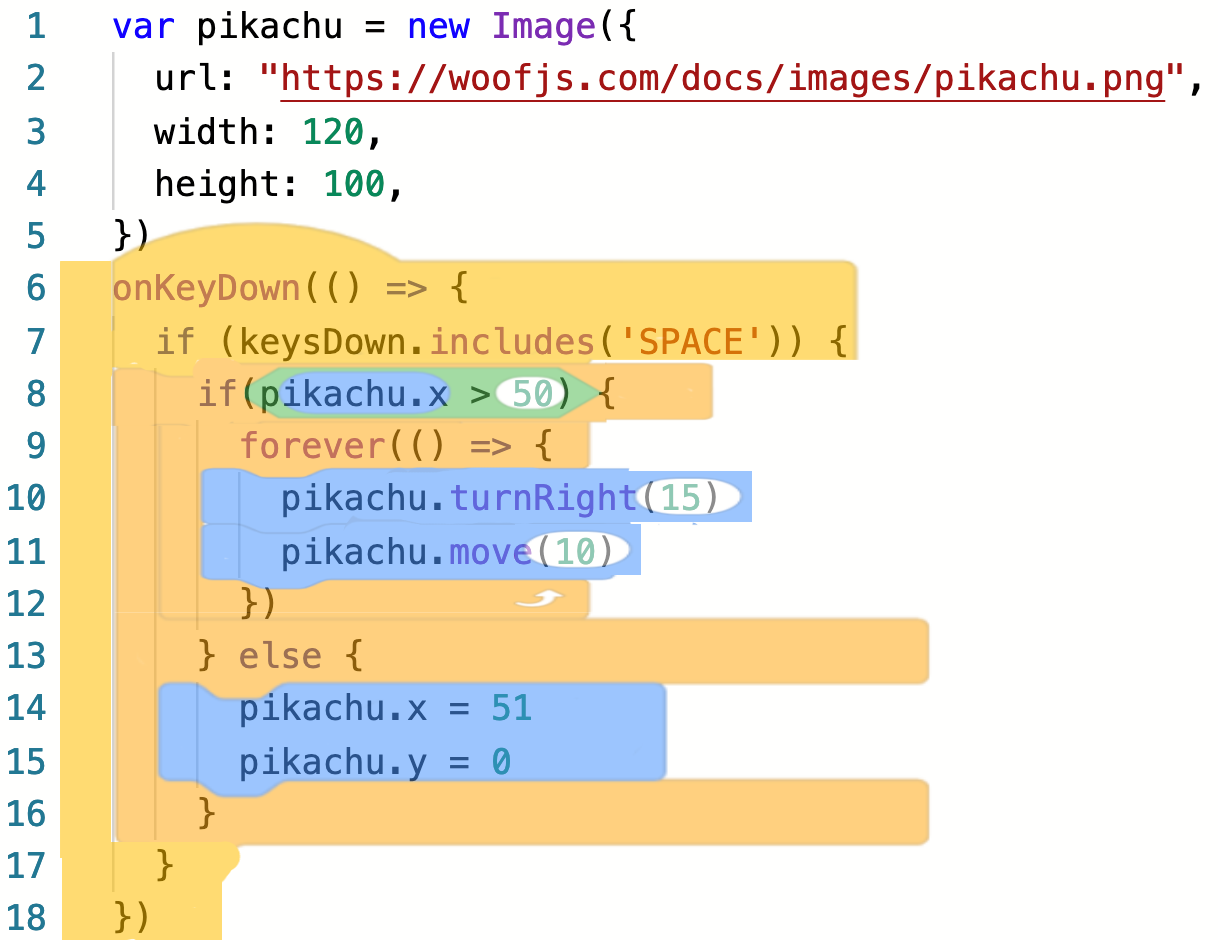 1 var pikachu = new Image({
2 url: "https://woofjs.com/docs/images/pikachu.png",
3 width: 120,
4 height: 100,
5 })
6 onKeyDown(() => {
7 if (keysDown.includes('SPACE')) {
8 if(pikachu.x > 50) {
9 forever(() => {
10 pikachu.turnRight(15)
11 pikachu.move(10)
12 })
13 } else {
14 pikachu.x = 51
15 pikachu.y = 0
16 }
17 }
18 })